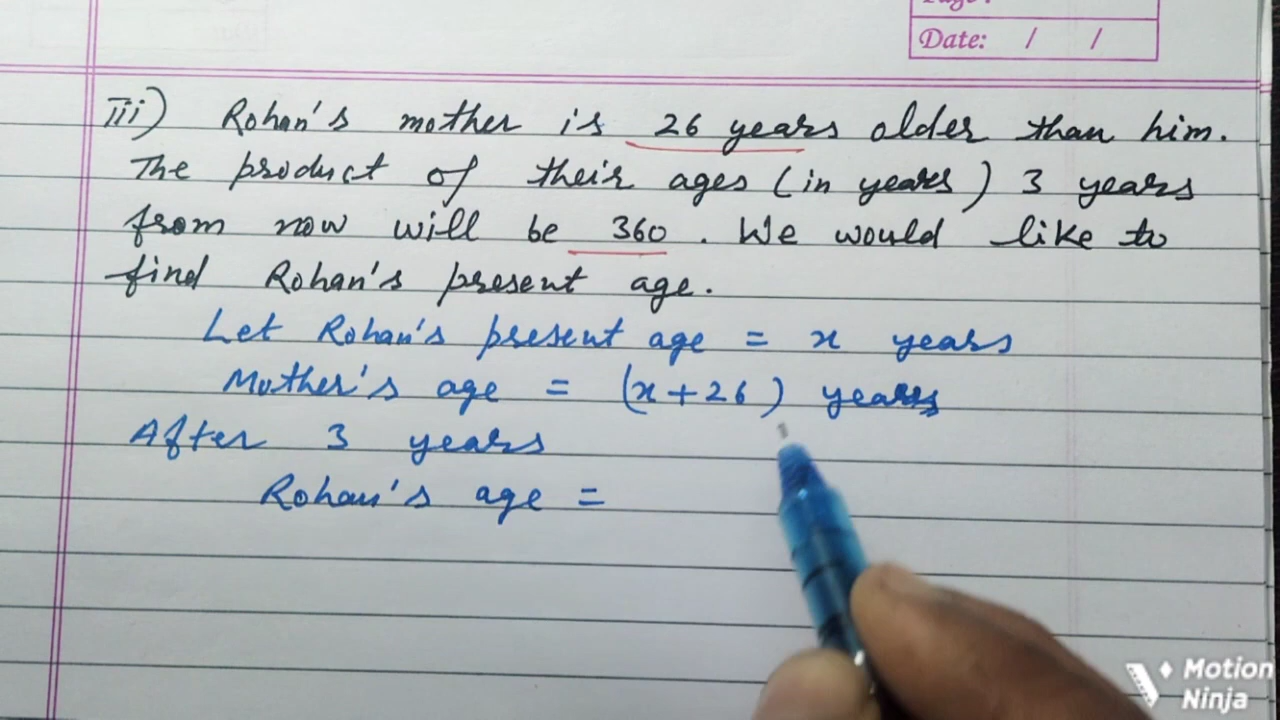 Page:
Date: / /
iii) Rohan's mother is 26 years older than him.
The product of their ages (in years) 3 years
from now will be 360. We would like to
find Rohan's present age.
Let Rohan's present age = x years
Mother's age = (x+26) years
After 3 years
Rohan's age =
Motion
Ninja